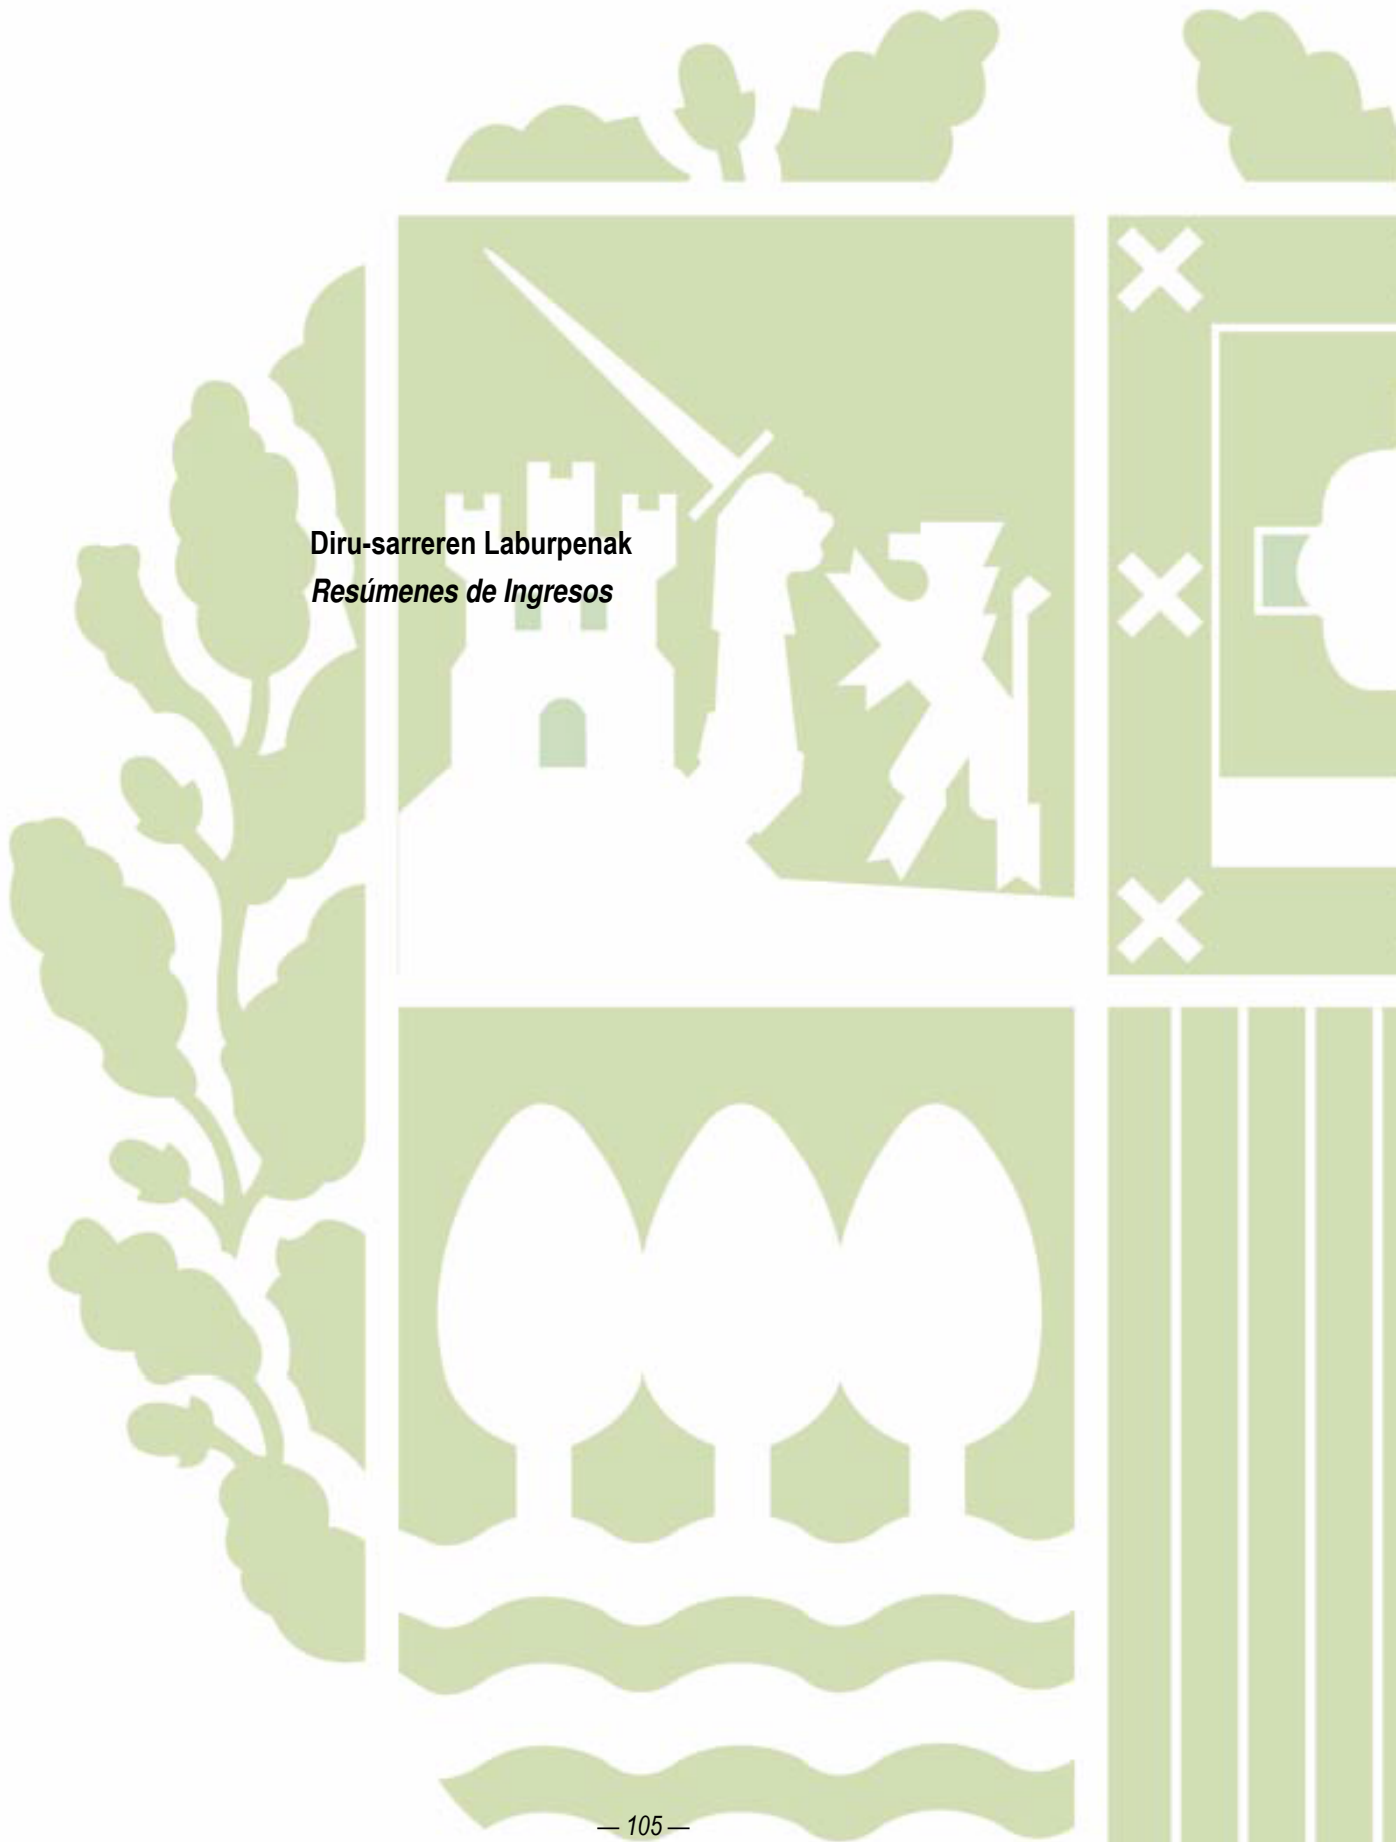 Diru-sarreren Laburpenak
Resúmenes de Ingresos
— 105 —